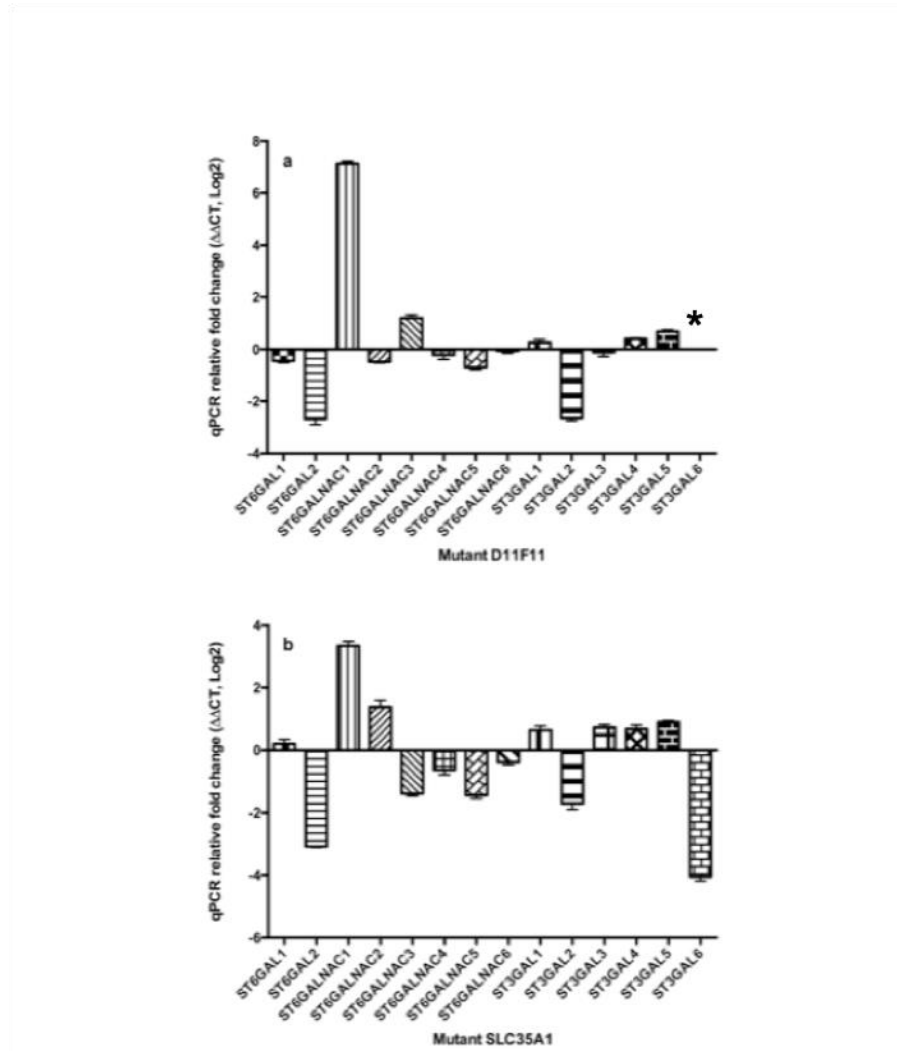 a
qPCR relative fold change (ΔΔCT, Log2)
8
6
4
2
0
-2
-4
*
ST6GAL1
ST6GAL2
ST6GALNAC1
ST6GALNAC2
ST6GALNAC3
ST6GALNAC4
ST6GALNAC5
ST6GALNAC6
ST3GAL1
ST3GAL2
ST3GAL3
ST3GAL4
ST3GAL5
ST3GAL6
Mutant D11F11
b
qPCR relative fold change (ΔΔCT, Log2)
4
2
0
-2
-4
-6
ST6GAL1
ST6GAL2
ST6GALNAC1
ST6GALNAC2
ST6GALNAC3
ST6GALNAC4
ST6GALNAC5
ST6GALNAC6
ST3GAL1
ST3GAL2
ST3GAL3
ST3GAL4
ST3GAL5
ST3GAL6
Mutant SLC35A1